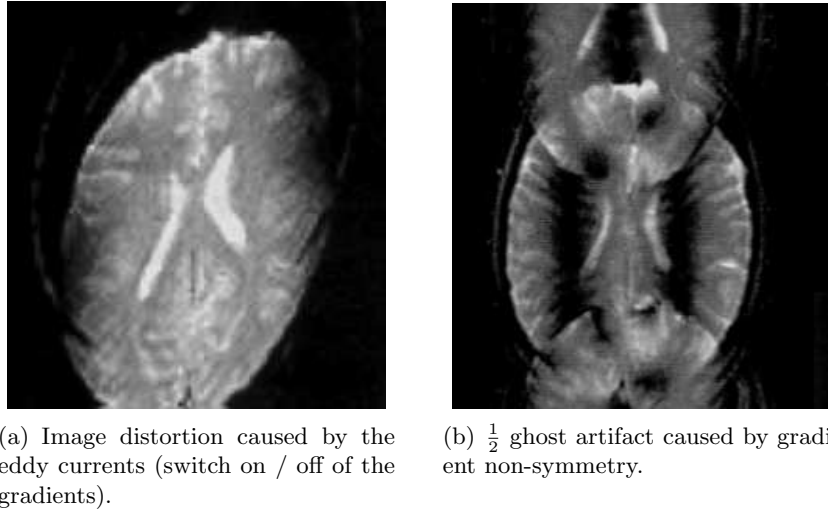 (a) Image distortion caused by the
eddy currents (switch on / off of the
gradients).
(b) 1/2 ghost artifact caused by gradi
ent non-symmetry.